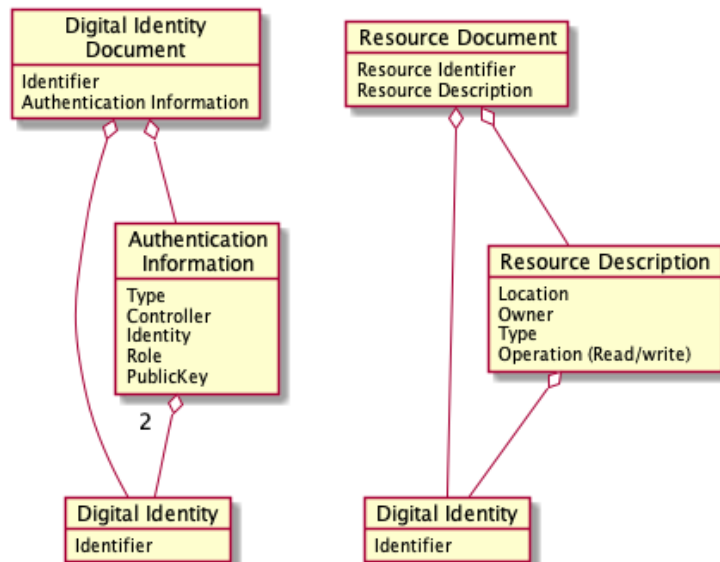 Digital Identity
Document
Identifier
Authentication Information
Authentication
Information
Type
Controller
Identity
Role
PublicKey
2
Digital Identity
Identifier
Resource Document
Resource Identifier
Resource Description
Resource Description
Location
Owner
Type
Operation (Read/write)
Digital Identity
Identifier